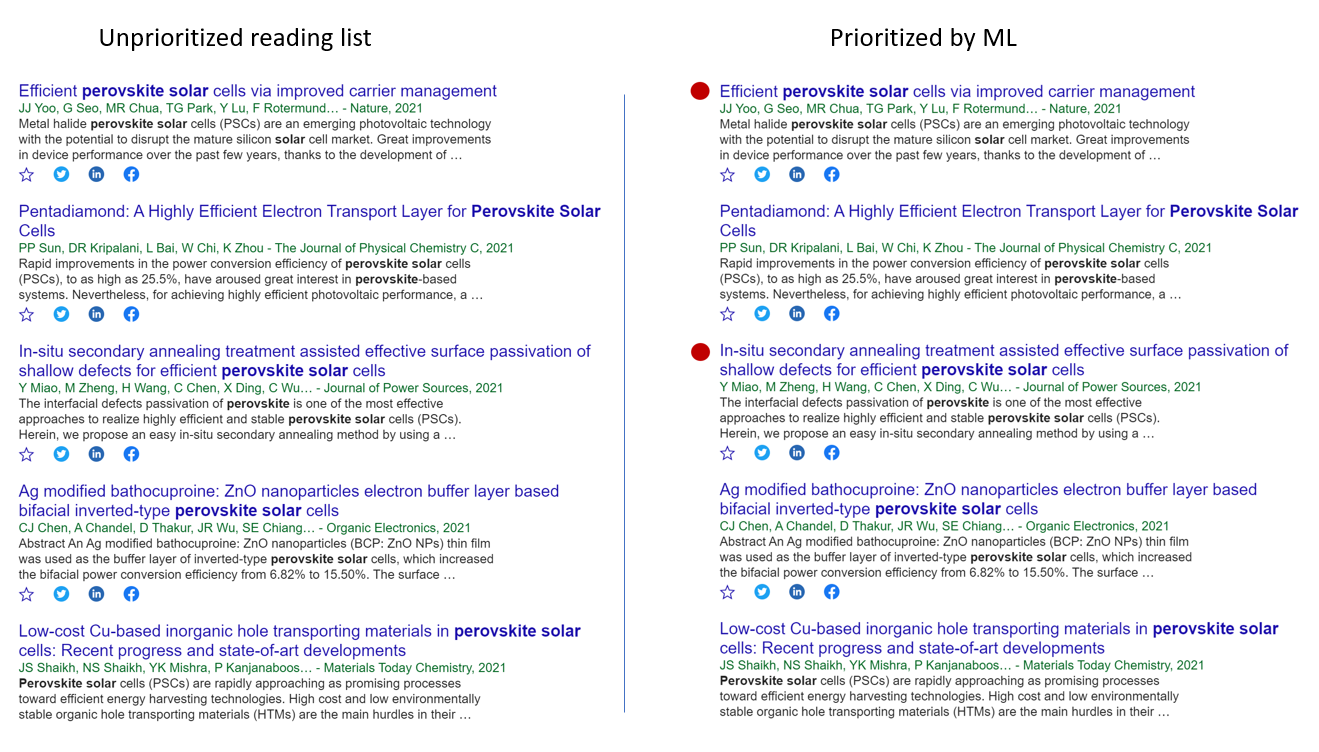 Unprioritized reading list
Efficient perovskite solar cells via improved carrier management
JJ Yoo, G Seo, MR Chua, TG Park, Y Lu, F Rotermund… - Nature, 2021
Metal halide perovskite solar cells (PSCs) are an emerging photovoltaic technology
with the potential to disrupt the mature silicon solar cell market. Great improvements
in device performance over the past few years, thanks to the development of …
in
Pentadiamond: A Highly Efficient Electron Transport Layer for Perovskite Solar
Cells
PP Sun, DR Kripalani, L Bai, W Chi, K Zhou - The Journal of Physical Chemistry C, 2021
Rapid improvements in the power conversion efficiency of perovskite solar cells
(PSCs), to as high as 25.5%, have aroused great interest in perovskite-based
systems. Nevertheless, for achieving highly efficient photovoltaic performance, a …
in
In-situ secondary annealing treatment assisted effective surface passivation of
shallow defects for efficient perovskite solar cells
Y Miao, M Zheng, H Wang, C Chen, X Ding, C Wu… - Journal of Power Sources, 2021
The interfacial defects passivation of perovskite is one of the most effective
approaches to realize highly efficient and stable perovskite solar cells (PSCs).
Herein, we propose an easy in-situ secondary annealing method by using a …
in
Ag modified bathocuproine: ZnO nanoparticles electron buffer layer based
bifacial inverted-type perovskite solar cells
CJ Chen, A Chandel, D Thakur, JR Wu, SE Chiang… - Organic Electronics, 2021
Abstract An Ag modified bathocuproine: ZnO nanoparticles (BCP: ZnO NPs) thin film
was used as the buffer layer of inverted-type perovskite solar cells, which increased
the bifacial power conversion efficiency from 6.82% to 15.50%. The surface …
in
Low-cost Cu-based inorganic hole transporting materials in perovskite solar
cells: Recent progress and state-of-art developments
JS Shaikh, NS Shaikh, YK Mishra, P Kanjanaboos… - Materials Today Chemistry, 2021
Perovskite solar cells (PSCs) are rapidly approaching as promising processes
toward efficient energy harvesting technologies. High cost and low environmentally
stable organic hole transporting materials (HTMs) are the main hurdles in their …
Prioritized by ML
Efficient perovskite solar cells via improved carrier management
JJ Yoo, G Seo, MR Chua, TG Park, Y Lu, F Rotermund… - Nature, 2021
Metal halide perovskite solar cells (PSCs) are an emerging photovoltaic technology
with the potential to disrupt the mature silicon solar cell market. Great improvements
in device performance over the past few years, thanks to the development of …
in
Pentadiamond: A Highly Efficient Electron Transport Layer for Perovskite Solar
Cells
PP Sun, DR Kripalani, L Bai, W Chi, K Zhou - The Journal of Physical Chemistry C, 2021
Rapid improvements in the power conversion efficiency of perovskite solar cells
(PSCs), to as high as 25.5%, have aroused great interest in perovskite-based
systems. Nevertheless, for achieving highly efficient photovoltaic performance, a …
in
In-situ secondary annealing treatment assisted effective surface passivation of
shallow defects for efficient perovskite solar cells
Y Miao, M Zheng, H Wang, C Chen, X Ding, C Wu… - Journal of Power Sources, 2021
The interfacial defects passivation of perovskite is one of the most effective
approaches to realize highly efficient and stable perovskite solar cells (PSCs).
Herein, we propose an easy in-situ secondary annealing method by using a …
in
Ag modified bathocuproine: ZnO nanoparticles electron buffer layer based
bifacial inverted-type perovskite solar cells
CJ Chen, A Chandel, D Thakur, JR Wu, SE Chiang… - Organic Electronics, 2021
Abstract An Ag modified bathocuproine: ZnO nanoparticles (BCP: ZnO NPs) thin film
was used as the buffer layer of inverted-type perovskite solar cells, which increased
the bifacial power conversion efficiency from 6.82% to 15.50%. The surface …
in
Low-cost Cu-based inorganic hole transporting materials in perovskite solar
cells: Recent progress and state-of-art developments
JS Shaikh, NS Shaikh, YK Mishra, P Kanjanaboos… - Materials Today Chemistry, 2021
Perovskite solar cells (PSCs) are rapidly approaching as promising processes
toward efficient energy harvesting technologies. High cost and low environmentally
stable organic hole transporting materials (HTMs) are the main hurdles in their …